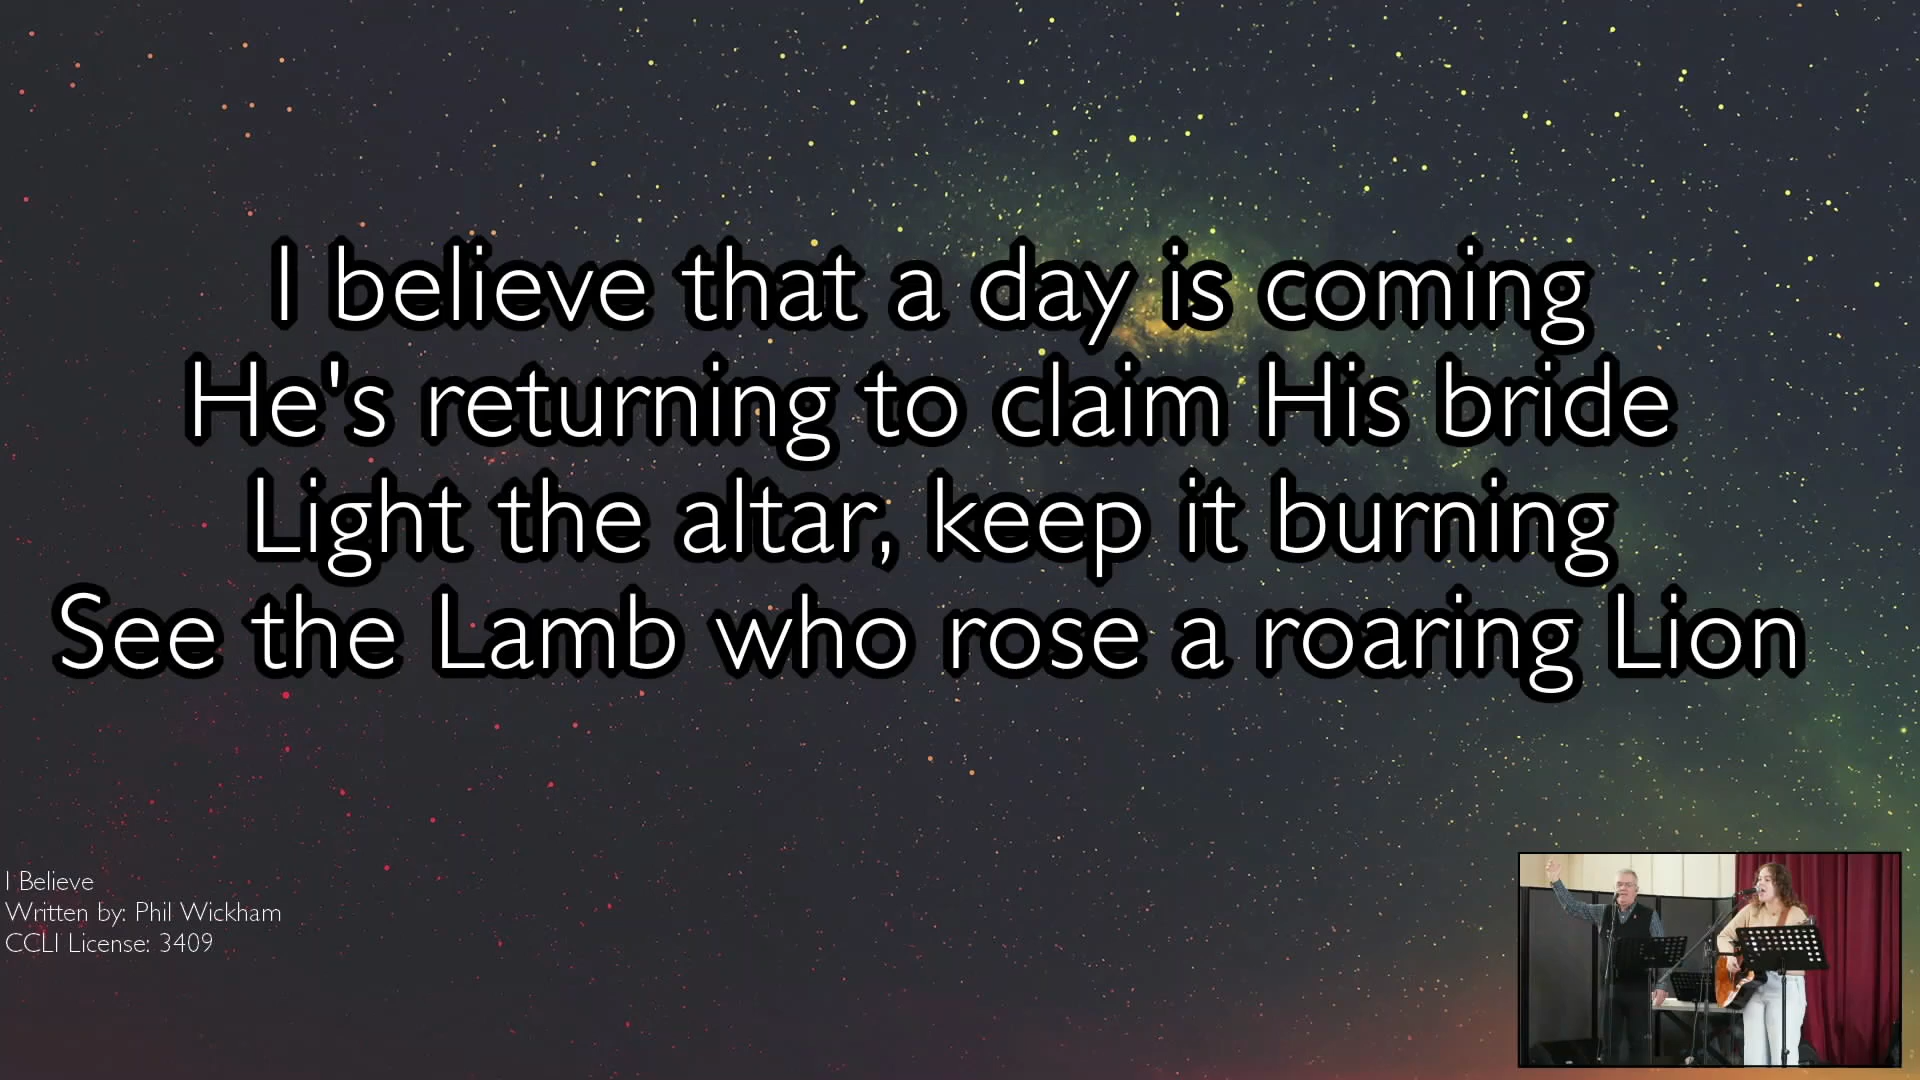 I believe that a day is coming
He's returning to claim His bride
Light the altar, keep it burning
See the Lamb who rose a roaring Lion
I Believe
Written by: Phil Wickham
CCLI License: 3409